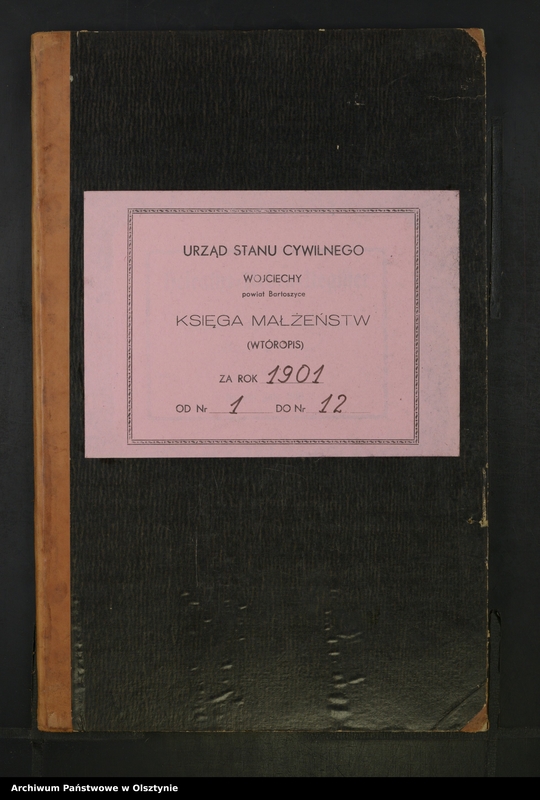 URZĄD STANU CYWILNEGO
WOJCIECHY
powiat Bartoszyce
KSIĘGA MAŁŻEŃSTW
(WTÓROPIS)
ZA ROK 1901
OD Nr 1 DO Nr 12
Archiwum Państwowe w Olsztynie